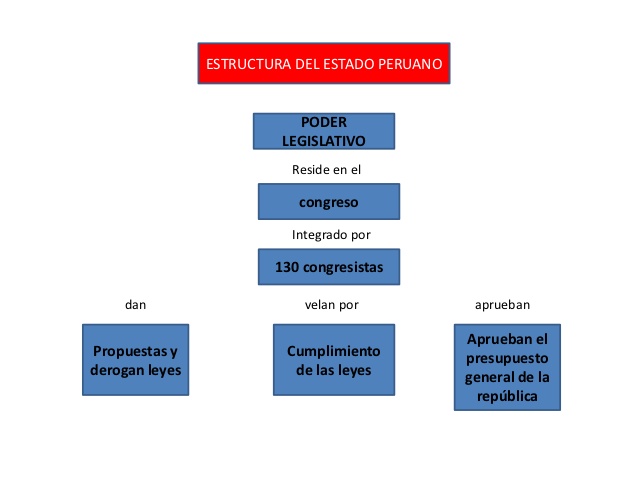 ESTRUCTURA DEL ESTADO PERUANO
PODER
LEGISLATIVO
Reside en el
congreso
Integrado por
130 congresistas
dan
velan por
aprueban
Propuestas y
derogan leyes
Cumplimiento
de las leyes
Aprueban el
presupuesto
general de la
república